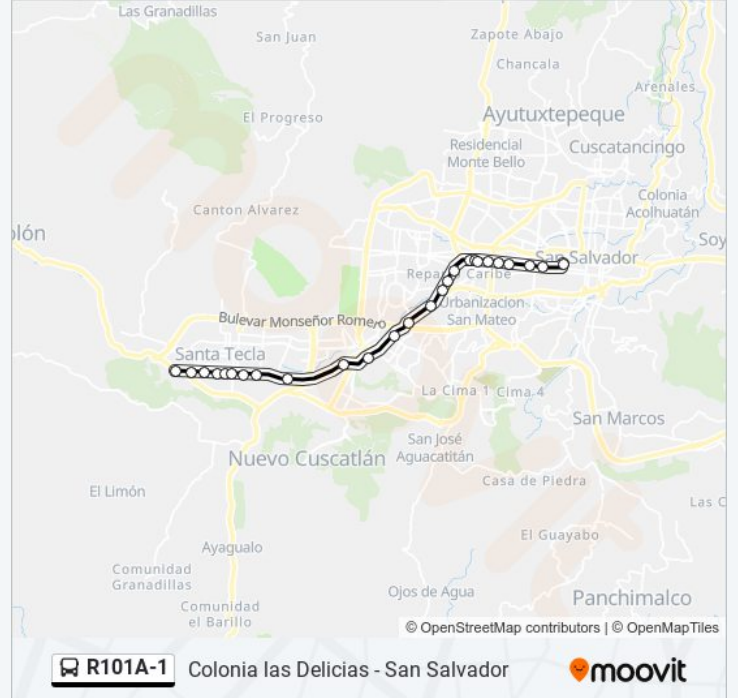 Las Granadillas
San Juan
Zapote Abajo
Chancala
Arenales
Ayutuxtepeque
El Progreso
Residencial
Monte Bello
Cuscatancingo
Colonia
Acolhuatán
Canton Alvarez
olón
Soy
San Salvador
Repa Caribe
Urbanizacion
San Mateo
Bulevar Monseñor Romero
Santa Tecla
La Cima 1
Cima 4
San Marcos
San José
Aguacatitán
Nuevo Cuscatlán
Casa de Piedra
El Limón
Las C
El Guayabo
Ayagualo
Comunidad
Granadillas
Ojos de Agua
Panchimalco
Comunidad
el Barillo
© OpenStreetMap contributors | © OpenMapTiles
R101A-1 Colonia las Delicias - San Salvador
moovit